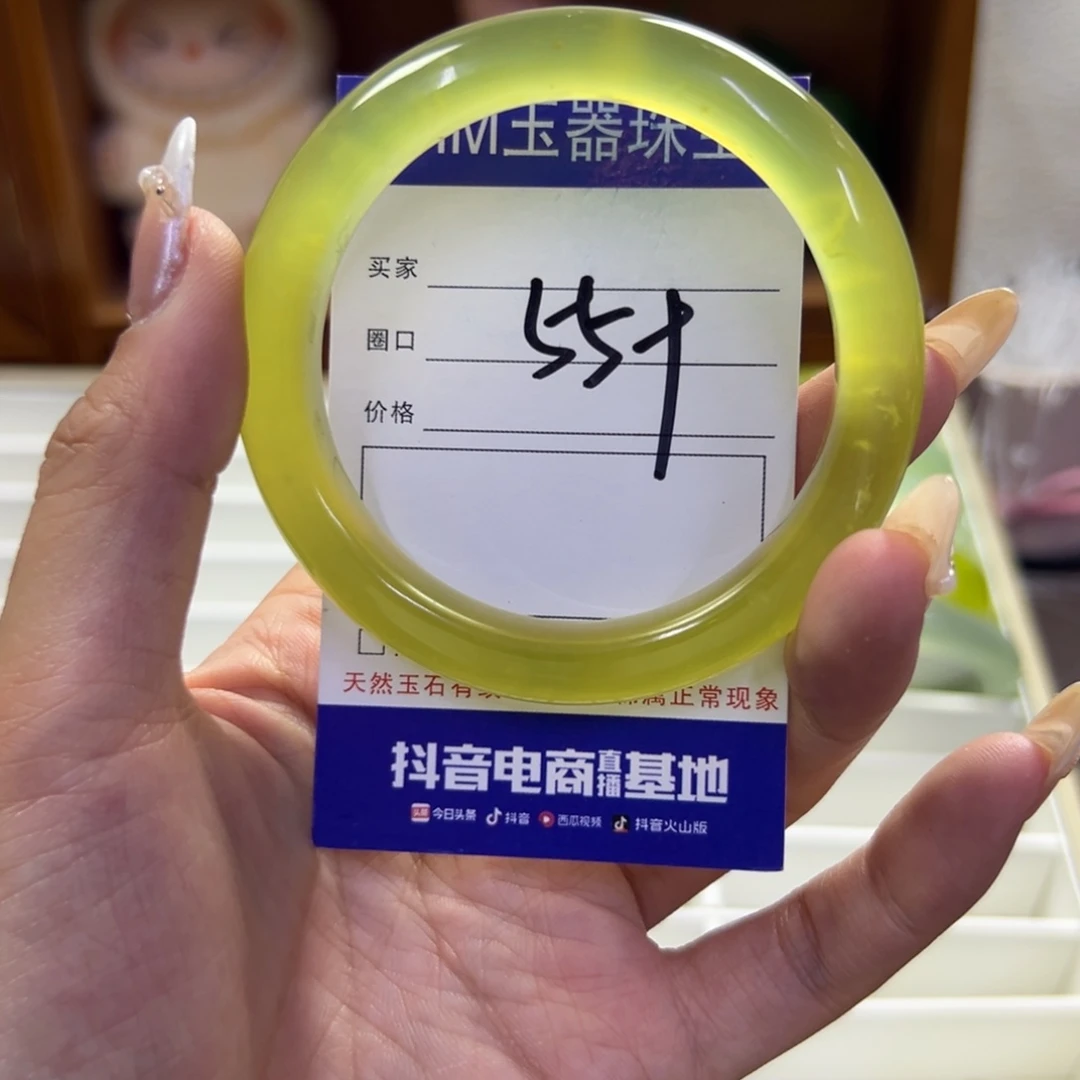 M玉器珠
买家
圈口
价格
天然玉石有 属正常现象
抖音电商直播基地
今日头条 抖音 西瓜视频 抖音火山版